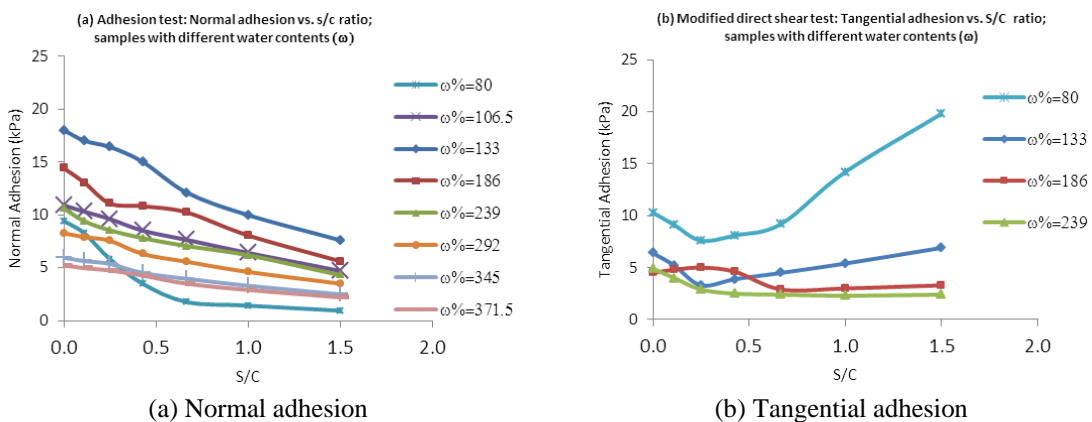 (a) Adhesion test: Normal adhesion vs. s/c ratio;
samples with different water contents (ω)
Normal Adhesion (kPa)
25
20
15
10
5
0
0.0
0.5
1.0
1.5
2.0
S/C
ω%=80
ω%=106.5
ω%=133
ω%=186
ω%=239
ω%=292
ω%=345
ω%=371.5
(a) Normal adhesion
(b) Modified direct shear test: Tangential adhesion vs. S/C ratio;
samples with different water contents (ω)
Tangential Adhesion (kPa)
25
20
15
10
5
0
0.0
0.5
1.0
1.5
2.0
S/C
ω%=80
ω%=133
ω%=186
ω%=239
(b) Tangential adhesion